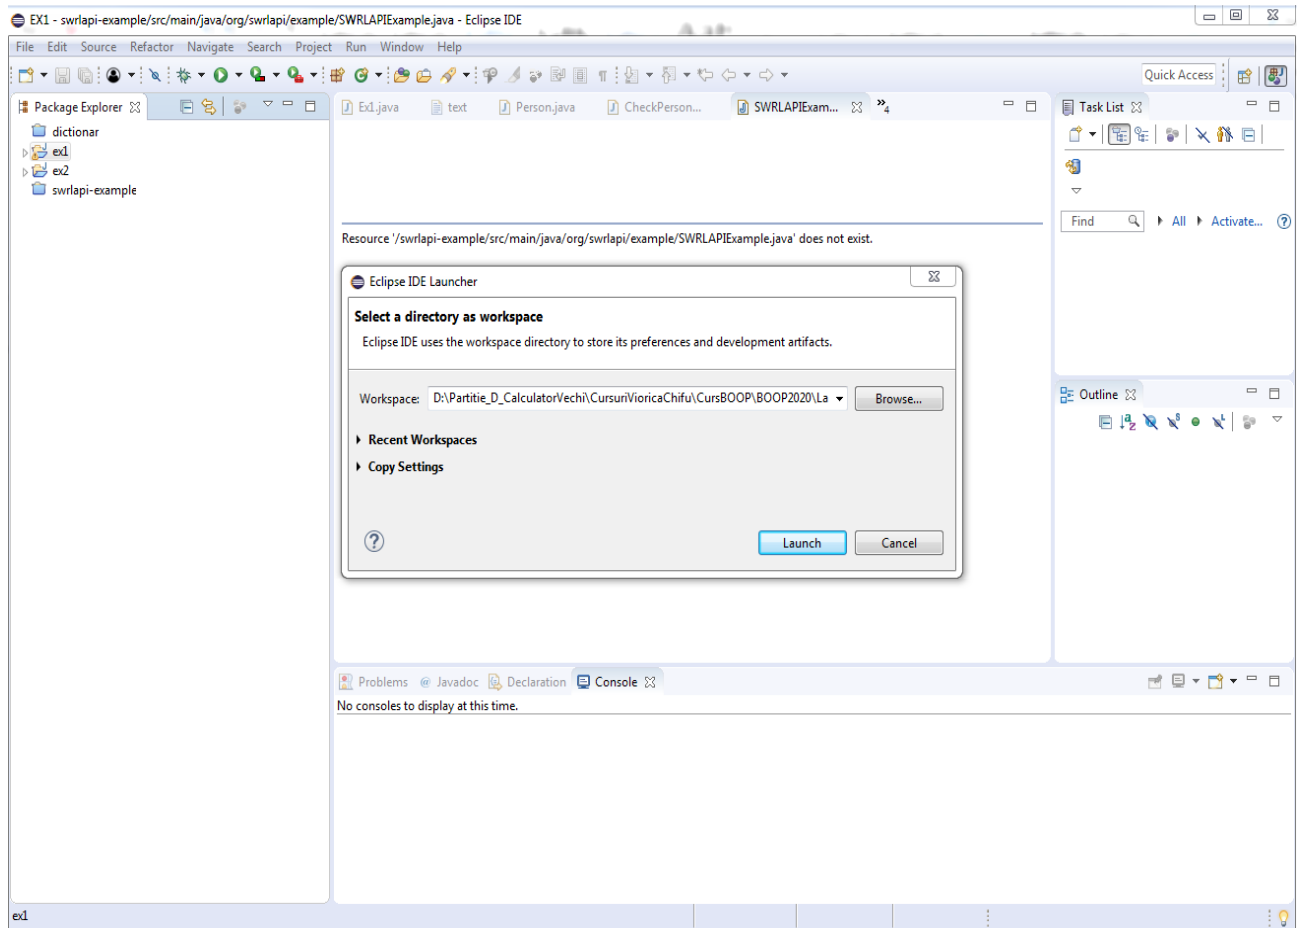 EX1 - swrlapi-example/src/main/java/org/swrlapi/example/SWRLAPIExample.java - Eclipse IDE
File Edit Source Refactor Navigate Search Project Run Window Help
Quick Access
Package Explorer
Ex1.java text Person.java CheckPerson... SWRLAPIExam... »4
Task List
dictionar
ex1
ex2
swrlapi-example
Find All Activate...
Resource '/swrlapi-example/src/main/java/org/swrlapi/example/SWRLAPIExample.java' does not exist.
Eclipse IDE Launcher
Select a directory as workspace
Eclipse IDE uses the workspace directory to store its preferences and development artifacts.
Workspace: D:\Partitie_D_CalculatorVechi\CursuriVioricaChifu\CursBOOP\BOOP2020\La Browse...
Recent Workspaces
Copy Settings
Launch Cancel
Outline
Problems @ Javadoc Declaration Console
No consoles to display at this time.
ex1